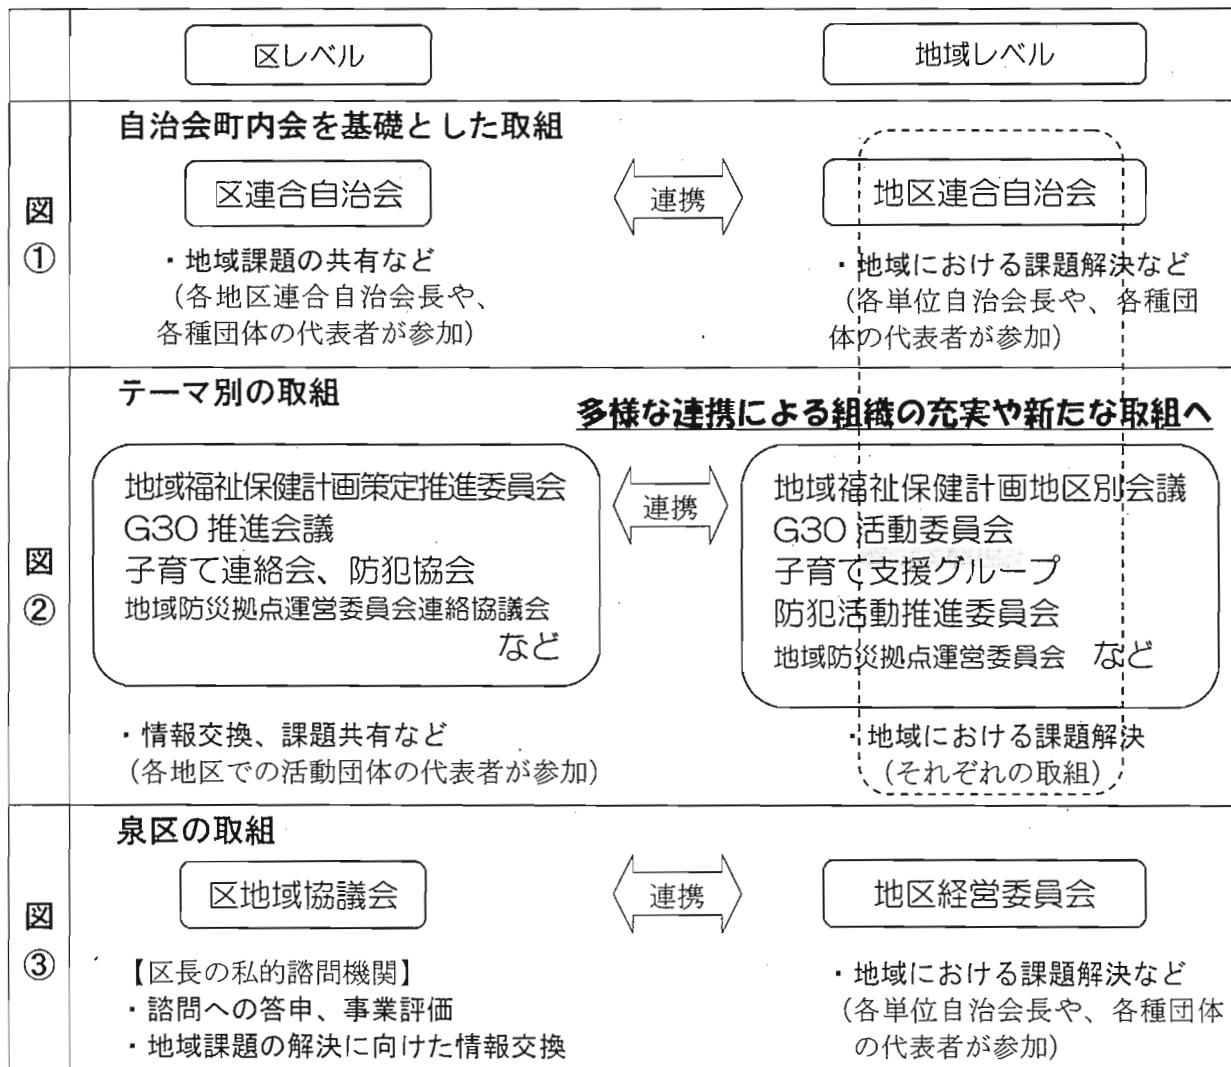 区レベル
地域レベル
図
①
自治会町内会を基礎とした取組
区連合自治会
連携
地区連合自治会
・地域課題の共有など
（各地区連合自治会長や、
各種団体の代表者が参加）
・地域における課題解決など
（各単位自治会長や、各種団
体の代表者が参加）
図
②
テーマ別の取組
多様な連携による組織の充実や新たな取組へ
地域福祉保健計画策定推進委員会
G30 推進会議
子育て連絡会、防犯協会
地域防災拠点運営委員会連絡協議会
など
連携
地域福祉保健計画地区別会議
G30 活動委員会
子育て支援グループ
防犯活動推進委員会
地域防災拠点運営委員会 など
・情報交換、課題共有など
（各地区での活動団体の代表者が参加）
・地域における課題解決
（それぞれの取組）
図
③
泉区の取組
区地域協議会
連携
地区経営委員会
【区長の私的諮問機関】
・諮問への答申、事業評価
・地域課題の解決に向けた情報交換
・地域における課題解決など
（各単位自治会長や、各種団体
の代表者が参加）